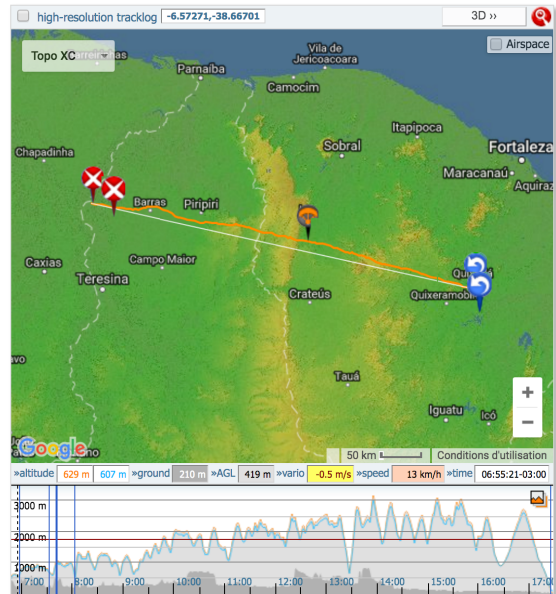 high-resolution tracklog -6.57271,-38.66701 3D ››
Airspace
Topo XC
Vila de
Jericoacoara
Parnaíba
Camocim
Itapipoca
Sobral
Fortaleza
Chapadinha
Maracanaú
Aquiraz
Barras Piripiri
Caxias
Campo Maior
Teresina
Crateús
Quixeramobi
Tauá
Iguatu Icó
+
−
Google
50 km Conditions d'utilisation
»altitude 629 m 607 m »ground 210 m »AGL 419 m »vario -0.5 m/s »speed 13 km/h »time 06:55:21-03:00
3000 m
2000 m
1000 m
7:00 8:00 9:00 10:00 11:00 12:00 13:00 14:00 15:00 16:00 17:00